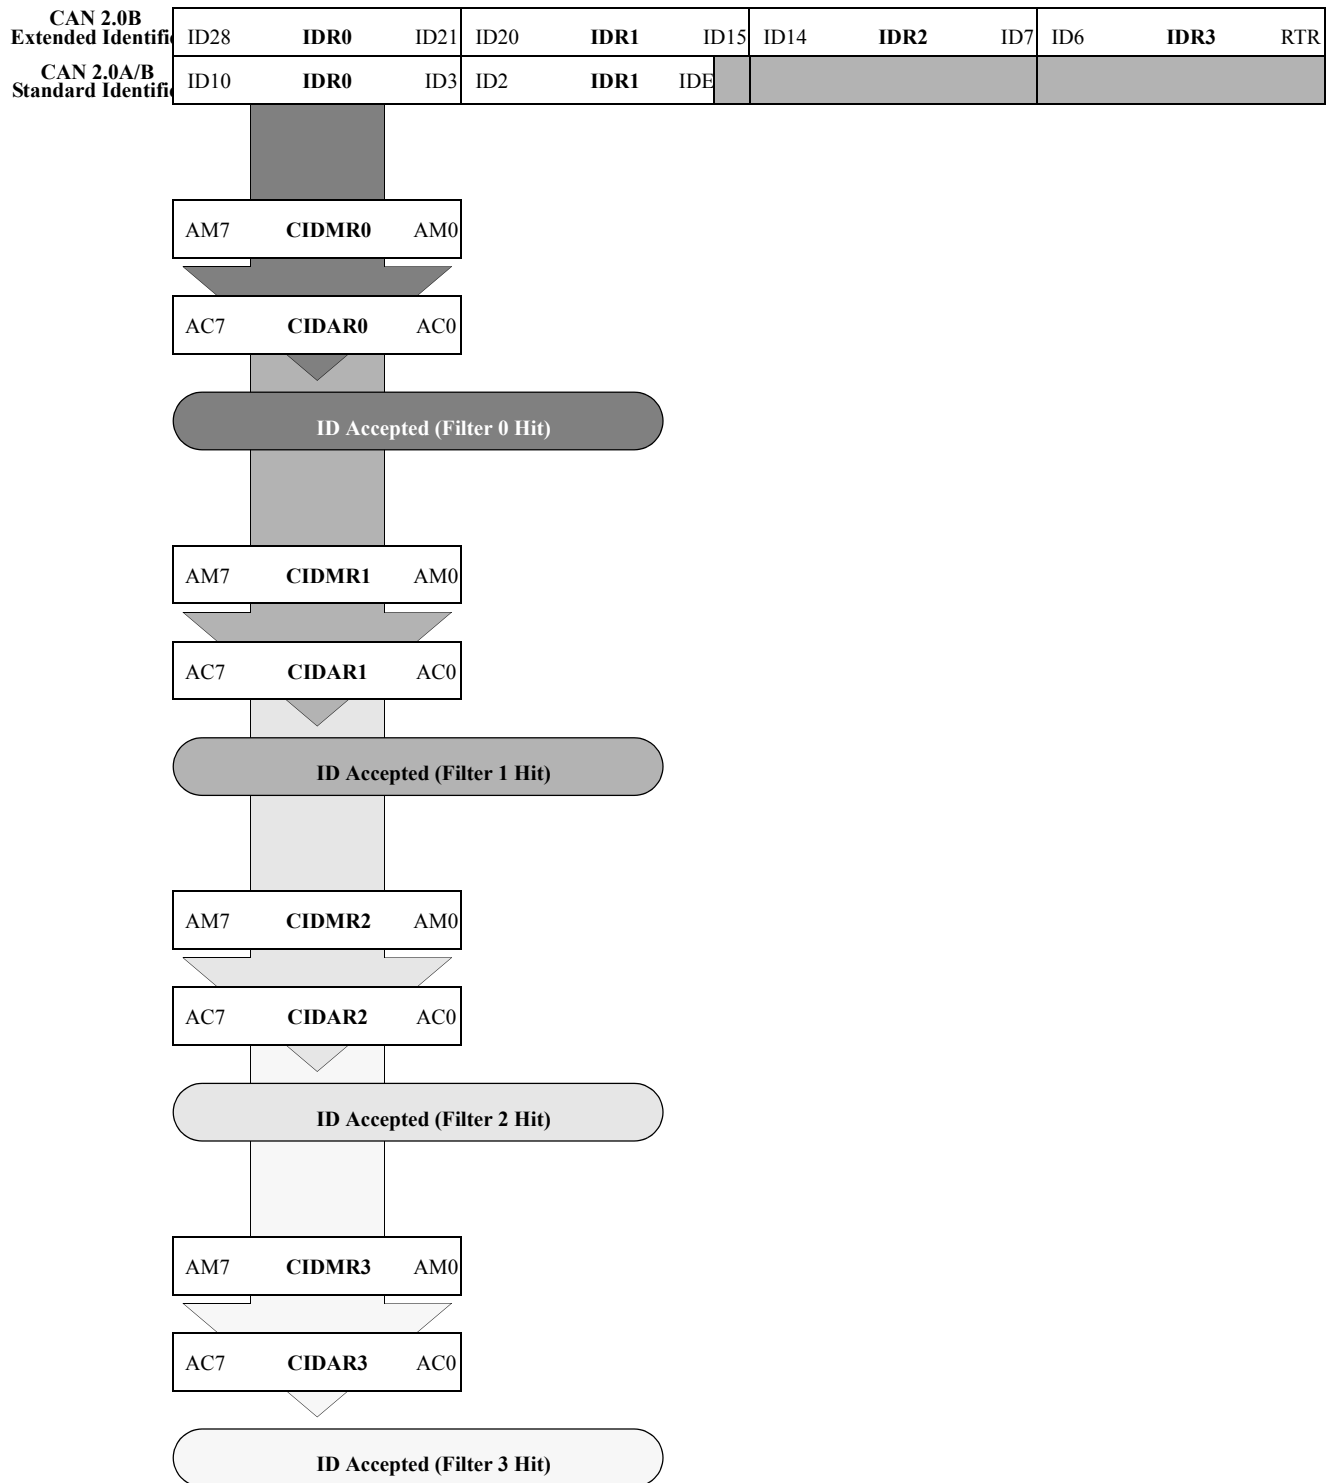 CAN 2.0B
Extended Identifie
ID28 IDR0 ID21 ID20 IDR1 ID15 ID14 IDR2 ID7 ID6 IDR3 RTR
CAN 2.0A/B
Standard Identifie
ID10 IDR0 ID3 ID2 IDR1 IDE
AM7 CIDMR0 AM0
AC7 CIDAR0 AC0
ID Accepted (Filter 0 Hit)
AM7 CIDMR1 AM0
AC7 CIDAR1 AC0
ID Accepted (Filter 1 Hit)
AM7 CIDMR2 AM0
AC7 CIDAR2 AC0
ID Accepted (Filter 2 Hit)
AM7 CIDMR3 AM0
AC7 CIDAR3 AC0
ID Accepted (Filter 3 Hit)